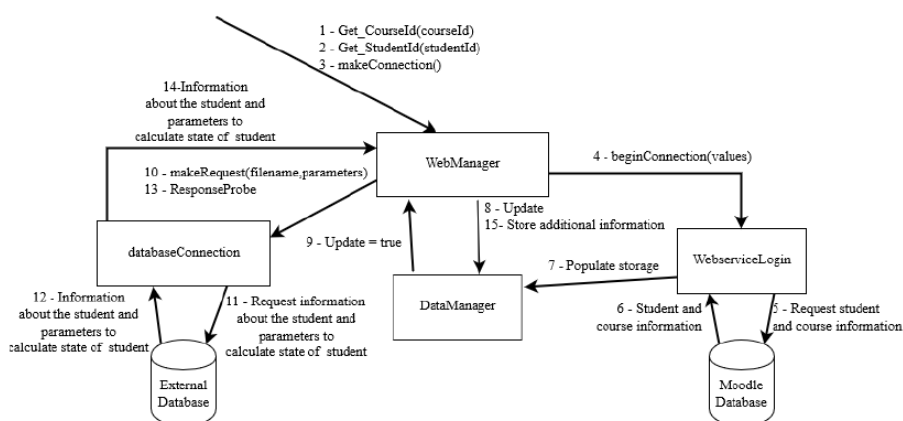 1 - Get_CourseId(courseId)
2 - Get_StudentId(studentId)
3 - makeConnection()
14-Information
about the student and
parameters to
calculate state of student
WebManager
4 - beginConnection(values)
10 - makeRequest(filename,parameters)
13 - ResponseProbe
8 - Update
15- Store additional information
databaseConnection
9 - Update = true
7 - Populate storage
WebserviceLogin
12 - Information
about the student and
parameters to
calculate state of student
11 - Request information
about the student and
parameters to
calculate state of student
DataManager
6 - Student and
course information
5 - Request student
and course information
External
Database
Moodle
Database